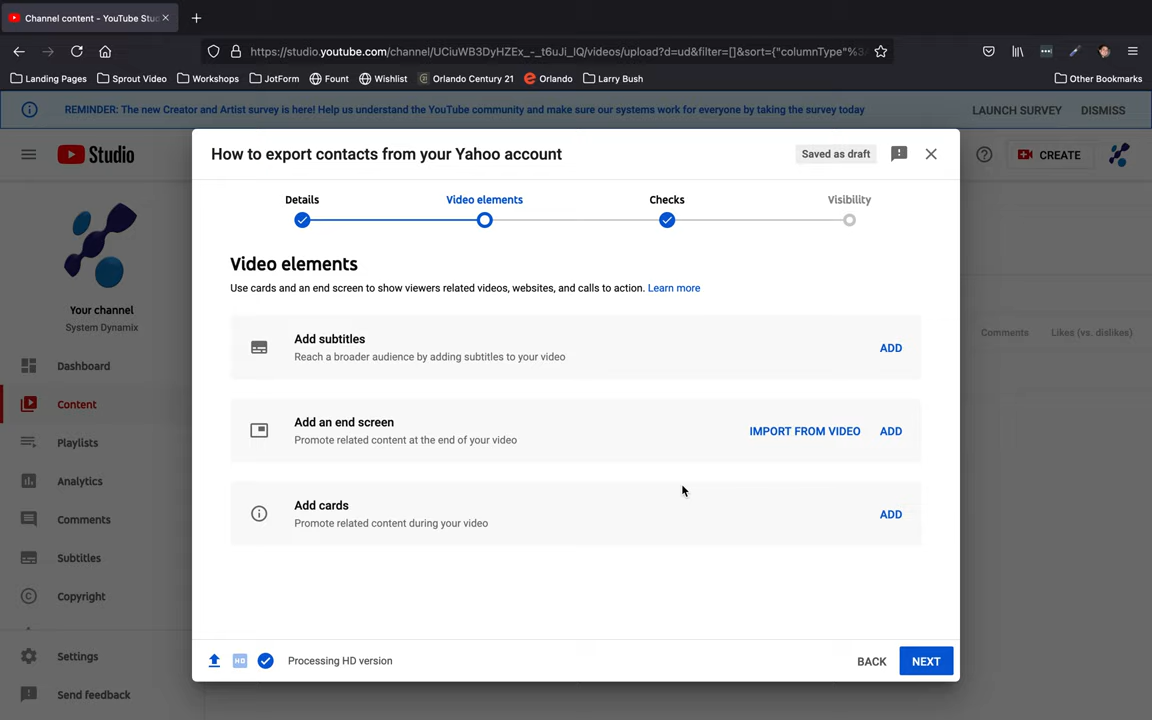 Channel content - YouTube Stu
https://studio.youtube.com/channel/UCiuWB3DyHZEx_-_t6uJi_IQ/videos/upload?d=ud&filter=[]&sort={"columnType"%3
Landing Pages Sprout Video Workshops JotForm Fount Wishlist Orlando Century 21 Orlando Larry Bush Other Bookmarks
REMINDER: The new Creator and Artist survey is here! Help us understand the YouTube community and make sure our systems work for everyone by taking the survey today LAUNCH SURVEY DISMISS
Studio
CREATE
How to export contacts from your Yahoo account
Saved as draft
Details
Video elements
Checks
Visibility
Video elements
Use cards and an end screen to show viewers related videos, websites, and calls to action. Learn more
Add subtitles
Reach a broader audience by adding subtitles to your video
ADD
Add an end screen
Promote related content at the end of your video
IMPORT FROM VIDEO ADD
Add cards
Promote related content during your video
ADD
HD Processing HD version
BACK NEXT
Your channel
System Dynamix
Dashboard
Content
Playlists
Analytics
Comments
Subtitles
Copyright
Settings
Send feedback
Comments Likes (vs. dislikes)